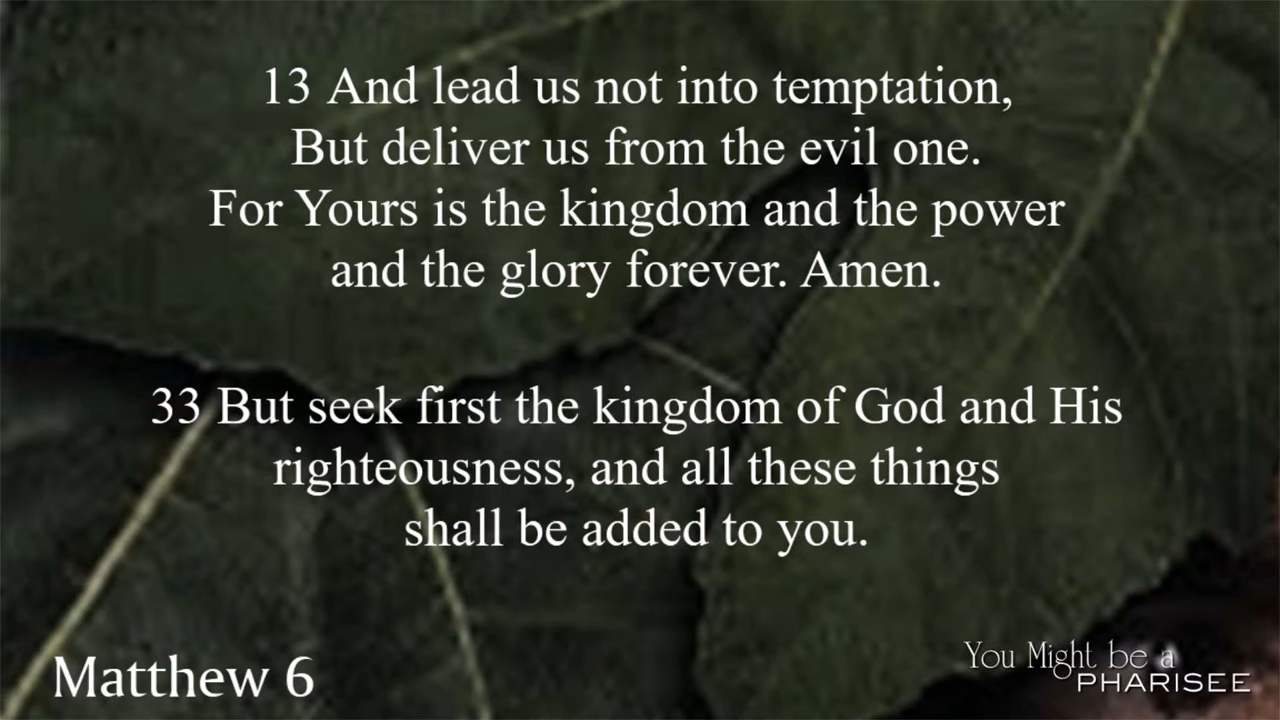 13 And lead us not into temptation,
But deliver us from the evil one.
For Yours is the kingdom and the power
and the glory forever. Amen.
33 But seek first the kingdom of God and His
righteousness, and all these things
shall be added to you.
Matthew 6
You Might be a
PHARISEE